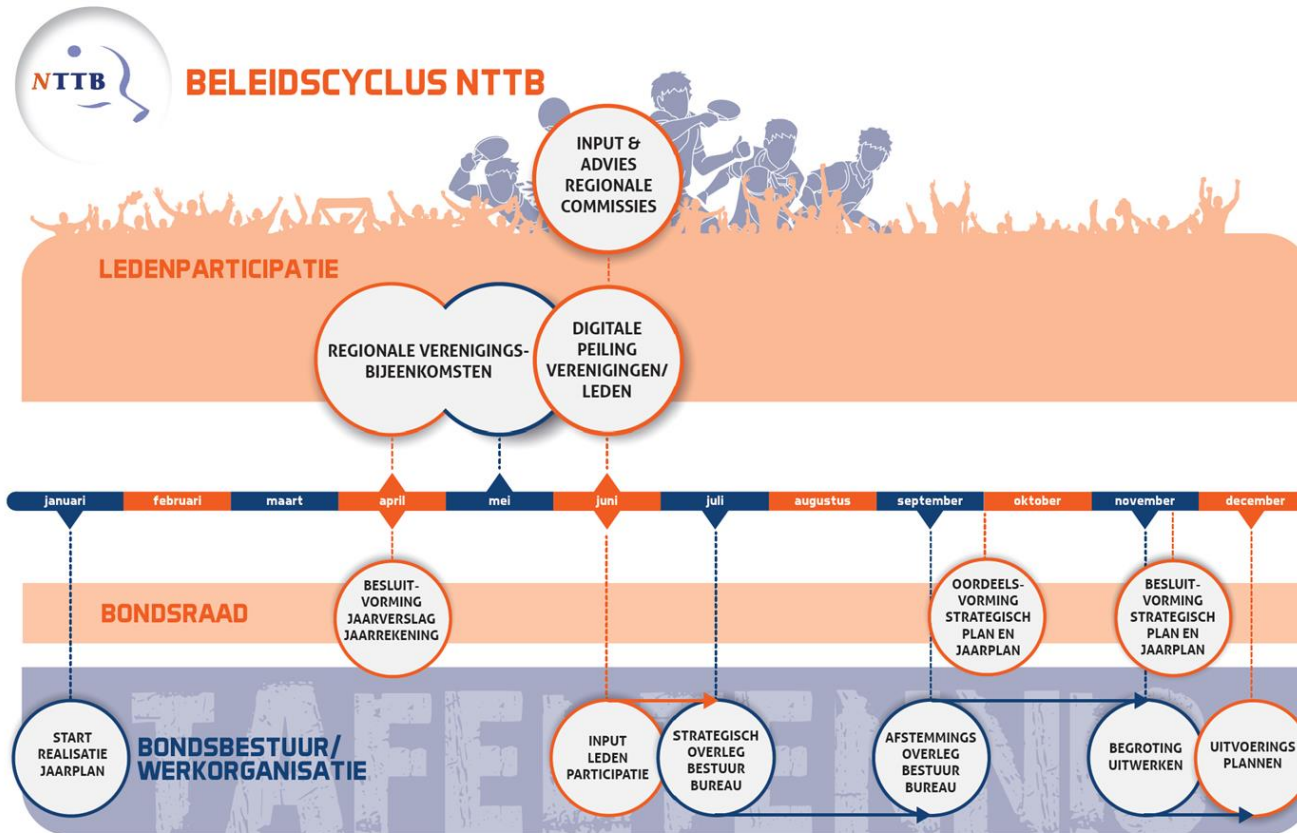 NTTB
BELEIDSCYCLUS NTTB
INPUT &
ADVIES
REGIONALE
COMMISSIES
LEDENPARTICIPATIE
REGIONALE VERENIGINGS-
BIJEENKOMSTEN
DIGITALE
PEILING
VERENIGINGEN/
LEDEN
januari februari maart april mei juni juli augustus september oktober november december
BONDSRAAD
BESLUIT-
VORMING
JAARVERSLAG
JAARREKENING
OORDEELS-
VORMING
STRATEGISCH
PLAN EN
JAARPLAN
BESLUIT-
VORMING
STRATEGISCH
PLAN EN
JAARPLAN
TAFELTENNIS
START
REALISATIE
JAARPLAN
BONDSBESTUUR/
WERKORGANISATIE
INPUT
LEDEN
PARTICIPATIE
STRATEGISCH
OVERLEG
BESTUUR
BUREAU
AFSTEMMINGS
OVERLEG
BESTUUR
BUREAU
BEGROTING
UITWERKEN
UITVOERINGS
PLANNEN